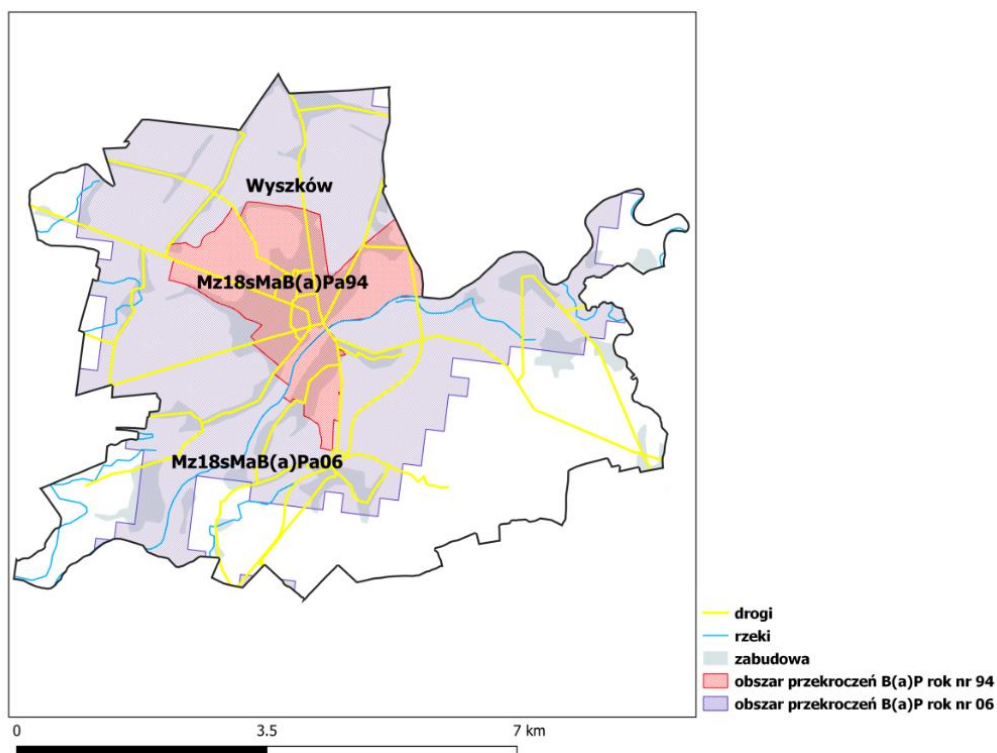 Wyszków
Mz18sMaB(a)Pa94
Mz18sMaB(a)Pa06
drogi
rzeki
zabudowa
obszar przekroczeń B(a)P rok nr 94
obszar przekroczeń B(a)P rok nr 06
0 3.5 7 km